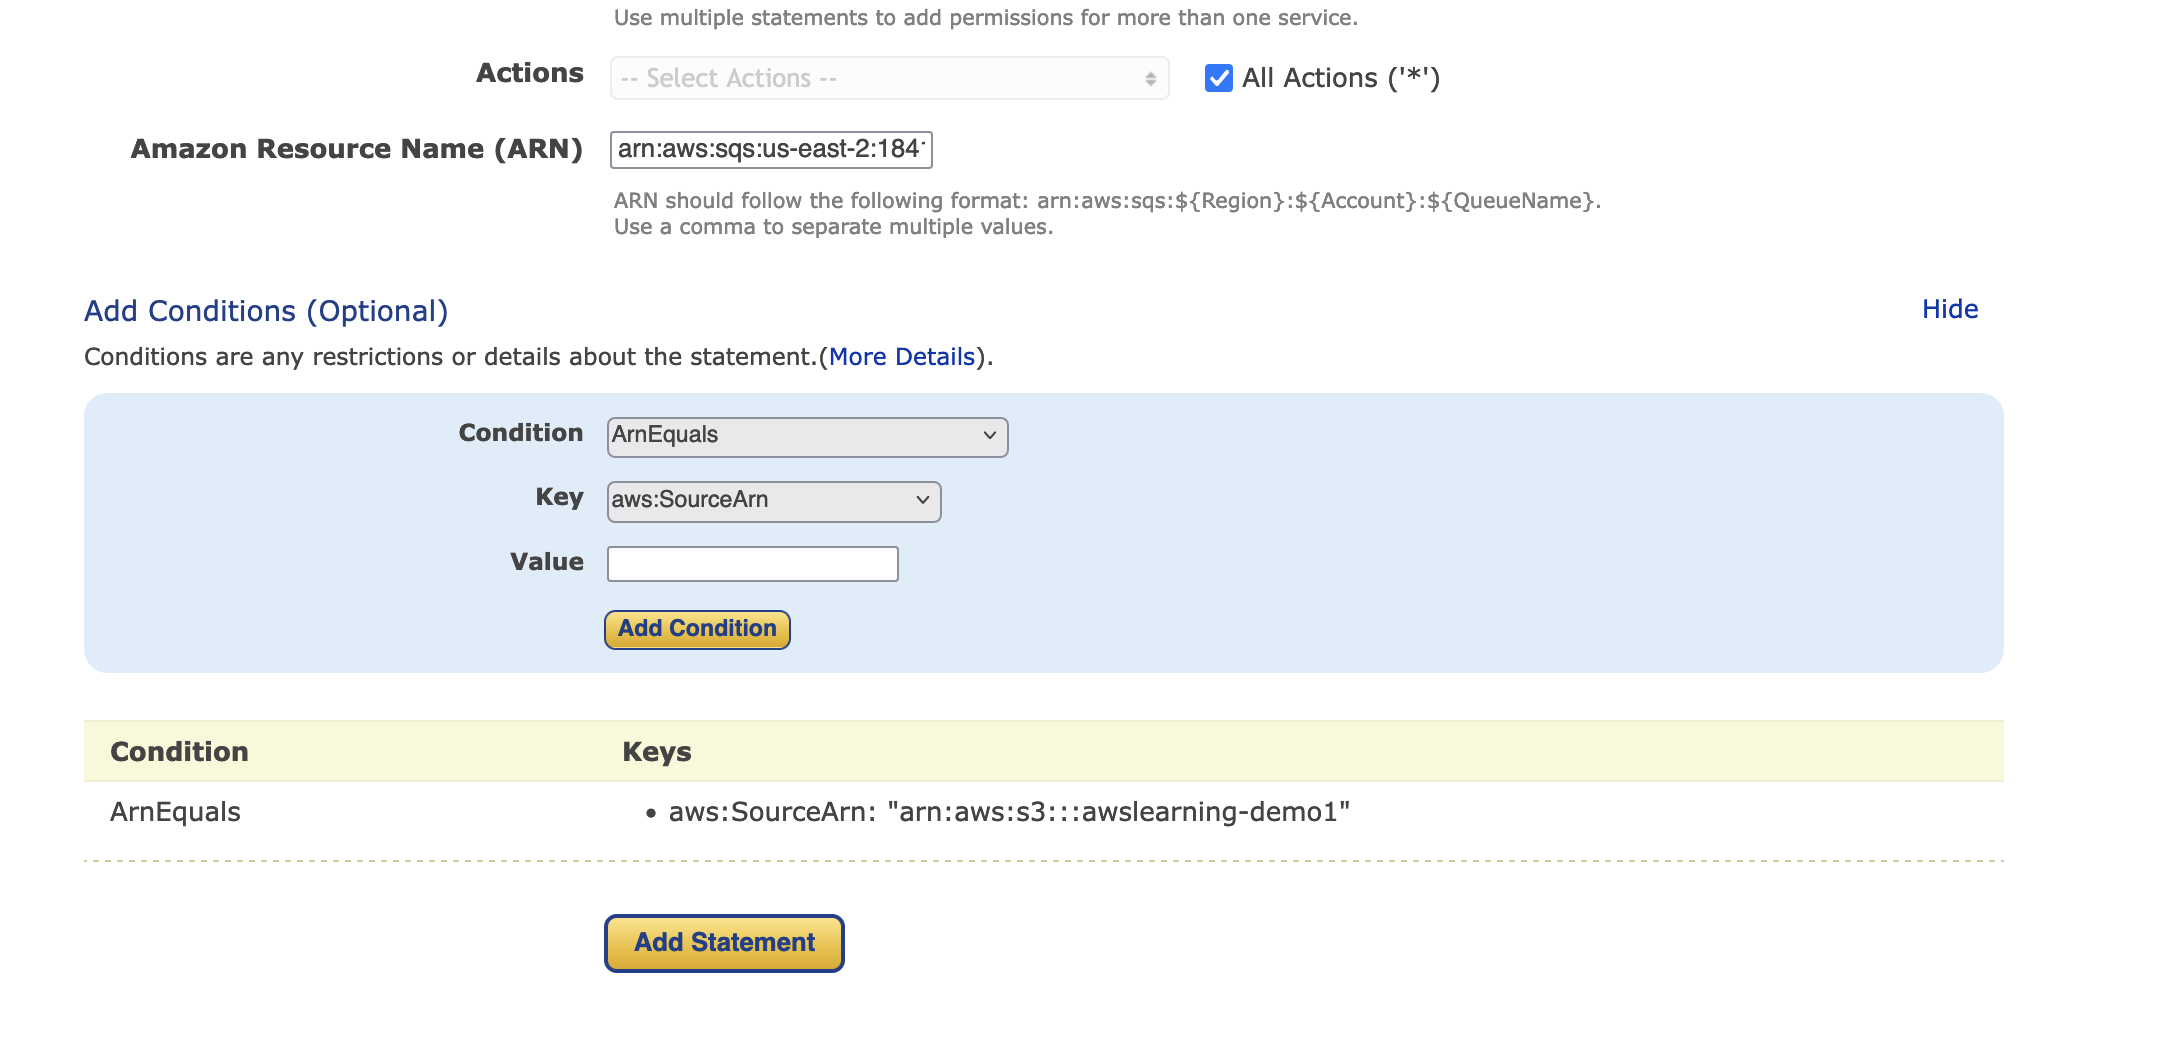 Use multiple statements to add permissions for more than one service.
Actions
-- Select Actions --
All Actions ('*')
Amazon Resource Name (ARN)
arn:aws:sqs:us-east-2:184
ARN should follow the following format: arn:aws:sqs:${Region}:${Account}:${QueueName}.
Use a comma to separate multiple values.
Add Conditions (Optional)
Hide
Conditions are any restrictions or details about the statement.(More Details).
Condition
ArnEquals
Key
aws:SourceArn
Value
Add Condition
Condition
Keys
ArnEquals
• aws:SourceArn: "arn:aws:s3:::awslearning-demo1"
Add Statement